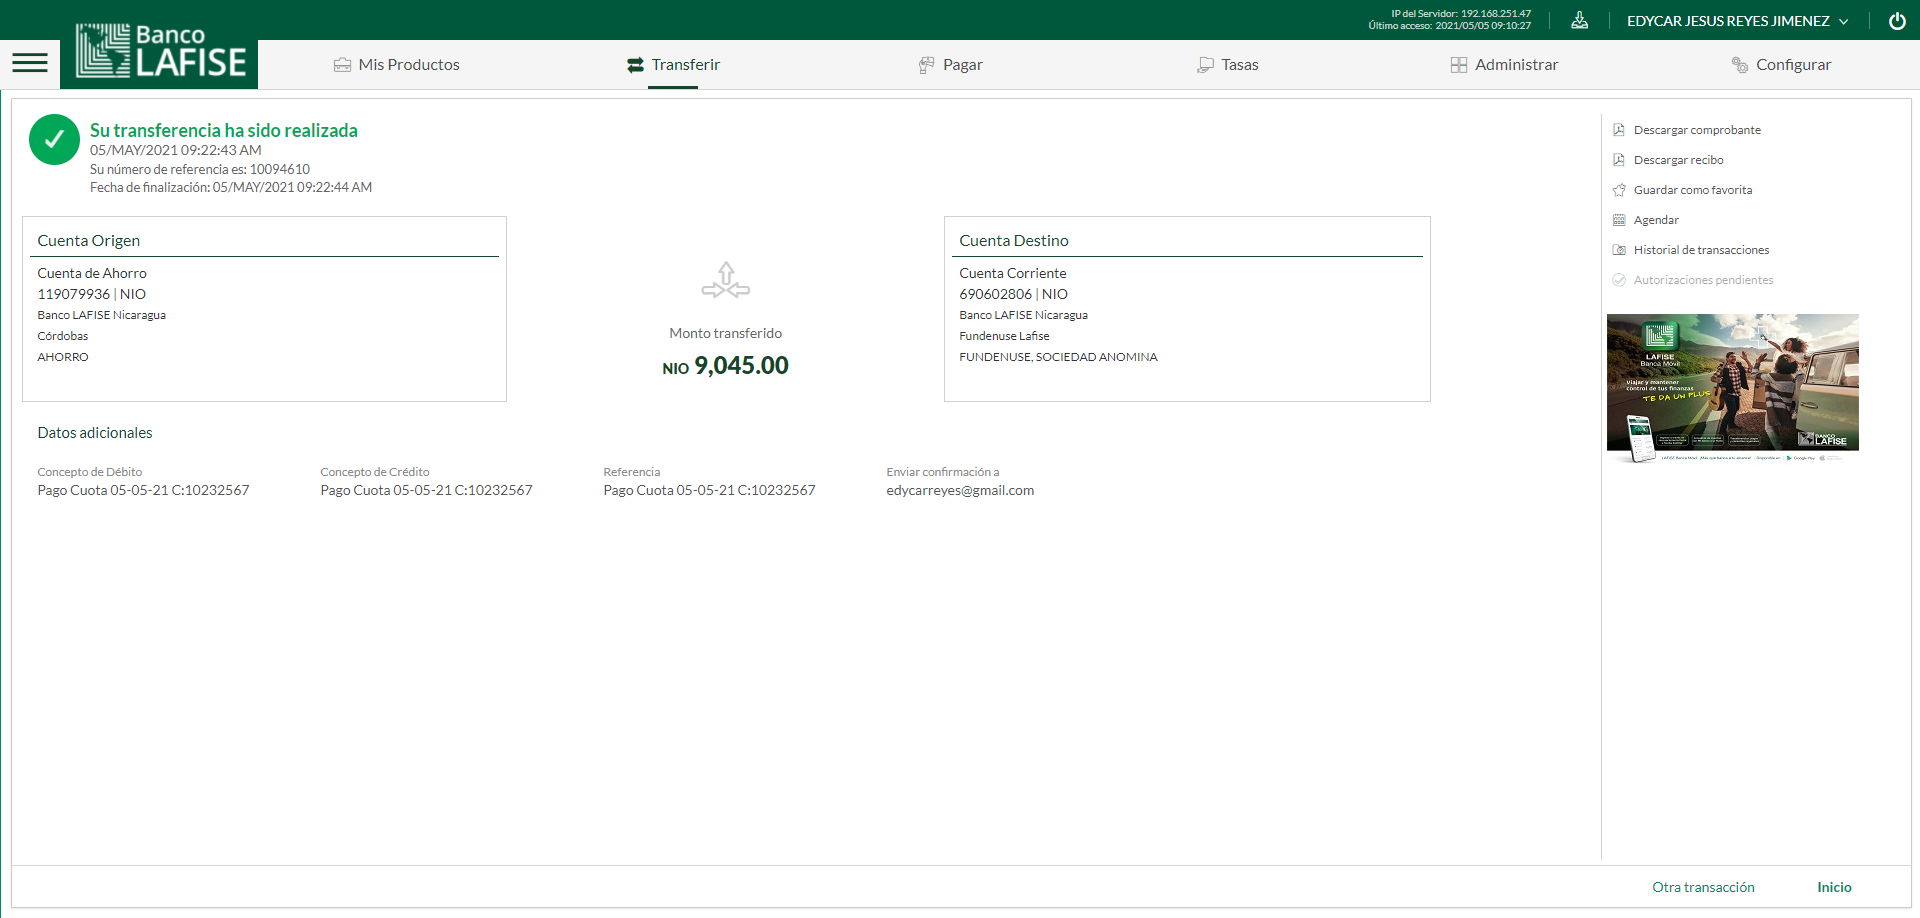 IP del Servidor: 192.168.251.47
Último acceso: 2021/05/05 09:10:27
EDYCAR JESUS REYES JIMENEZ
Banco
LAFISE
Mis Productos
Transferir
Pagar
Tasas
Administrar
Configurar
Su transferencia ha sido realizada
05/MAY/2021 09:22:43 AM
Su número de referencia es: 10094610
Fecha de finalización: 05/MAY/2021 09:22:44 AM
Cuenta Origen
Cuenta de Ahorro
119079936 | NIO
Banco LAFISE Nicaragua
Córdobas
AHORRO
Monto transferido
NIO 9,045.00
Cuenta Destino
Cuenta Corriente
690602806 | NIO
Banco LAFISE Nicaragua
Fundenuse Lafise
FUNDENUSE, SOCIEDAD ANOMINA
Datos adicionales
Concepto de Débito
Pago Cuota 05-05-21 C:10232567
Concepto de Crédito
Pago Cuota 05-05-21 C:10232567
Referencia
Pago Cuota 05-05-21 C:10232567
Enviar confirmación a
edycarreyes@gmail.com
Descargar comprobante
Descargar recibo
Guardar como favorita
Agendar
Historial de transacciones
Autorizaciones pendientes
LAFISE
Banca Móvil
Viajar y mantener
control de tus finanzas
TE DA UN PLUS
BANCO
LAFISE
Google Play
Otra transacción
Inicio